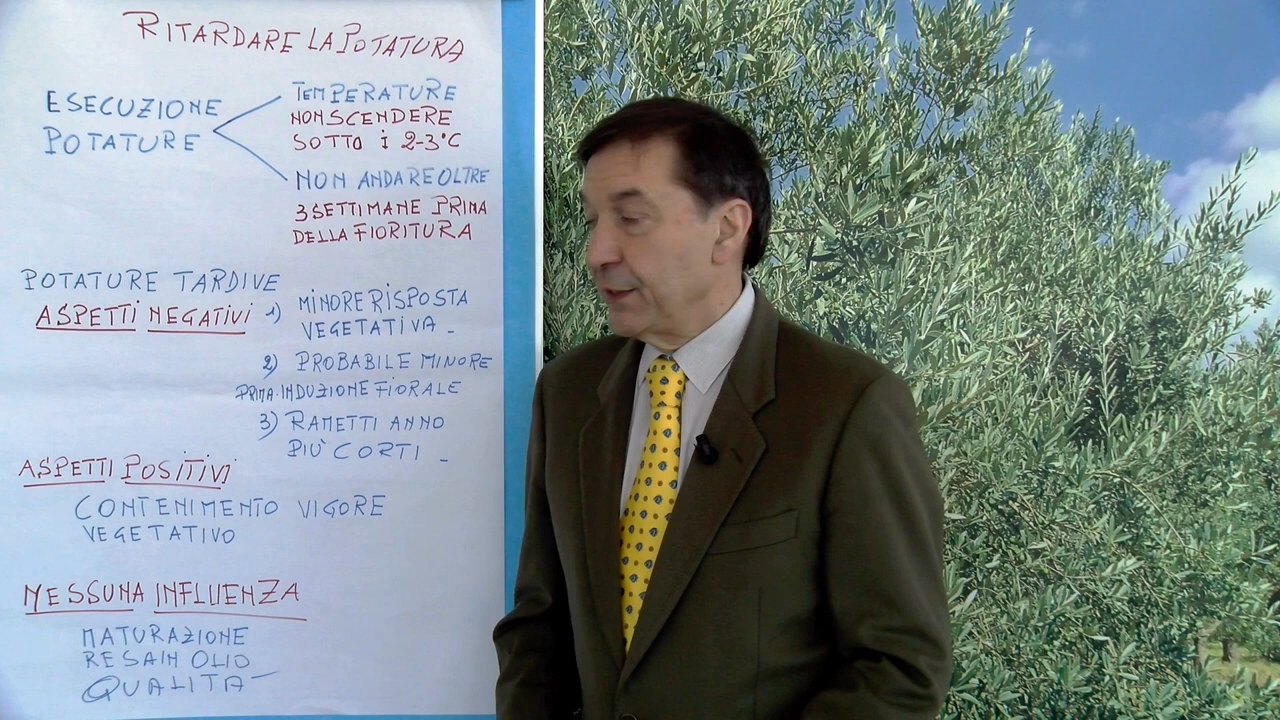 RITARDARE LA POTATURA
ESECUZIONE
POTATURE
TEMPERATURE
NON SCENDERE
SOTTO i 2-3°C
NON ANDARE OLTRE
3 SETTIMANE PRIMA
DELLA FIORITURA
POTATURE TARDIVE
ASPETTI NEGATIVI
1) MINORE RISPOSTA
VEGETATIVA -
2) PROBABILE MINORE
PRIMA. INDUZIONE FIORALE
3) RAMETTI ANNO
PIÙ CORTI -
ASPETTI POSITIVI
CONTENIMENTO VIGORE
VEGETATIVO
NESSUNA INFLUENZA
MATURAZIONE
RESA IN OLIO
QUALITÀ